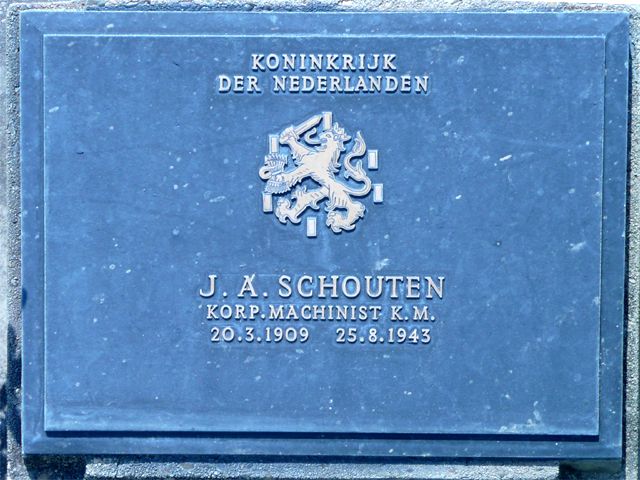 KONINKRIJK
DER NEDERLANDEN
J. A. SCHOUTEN
KORP. MACHINIST K.M.
20.3.1909 25.8.1943